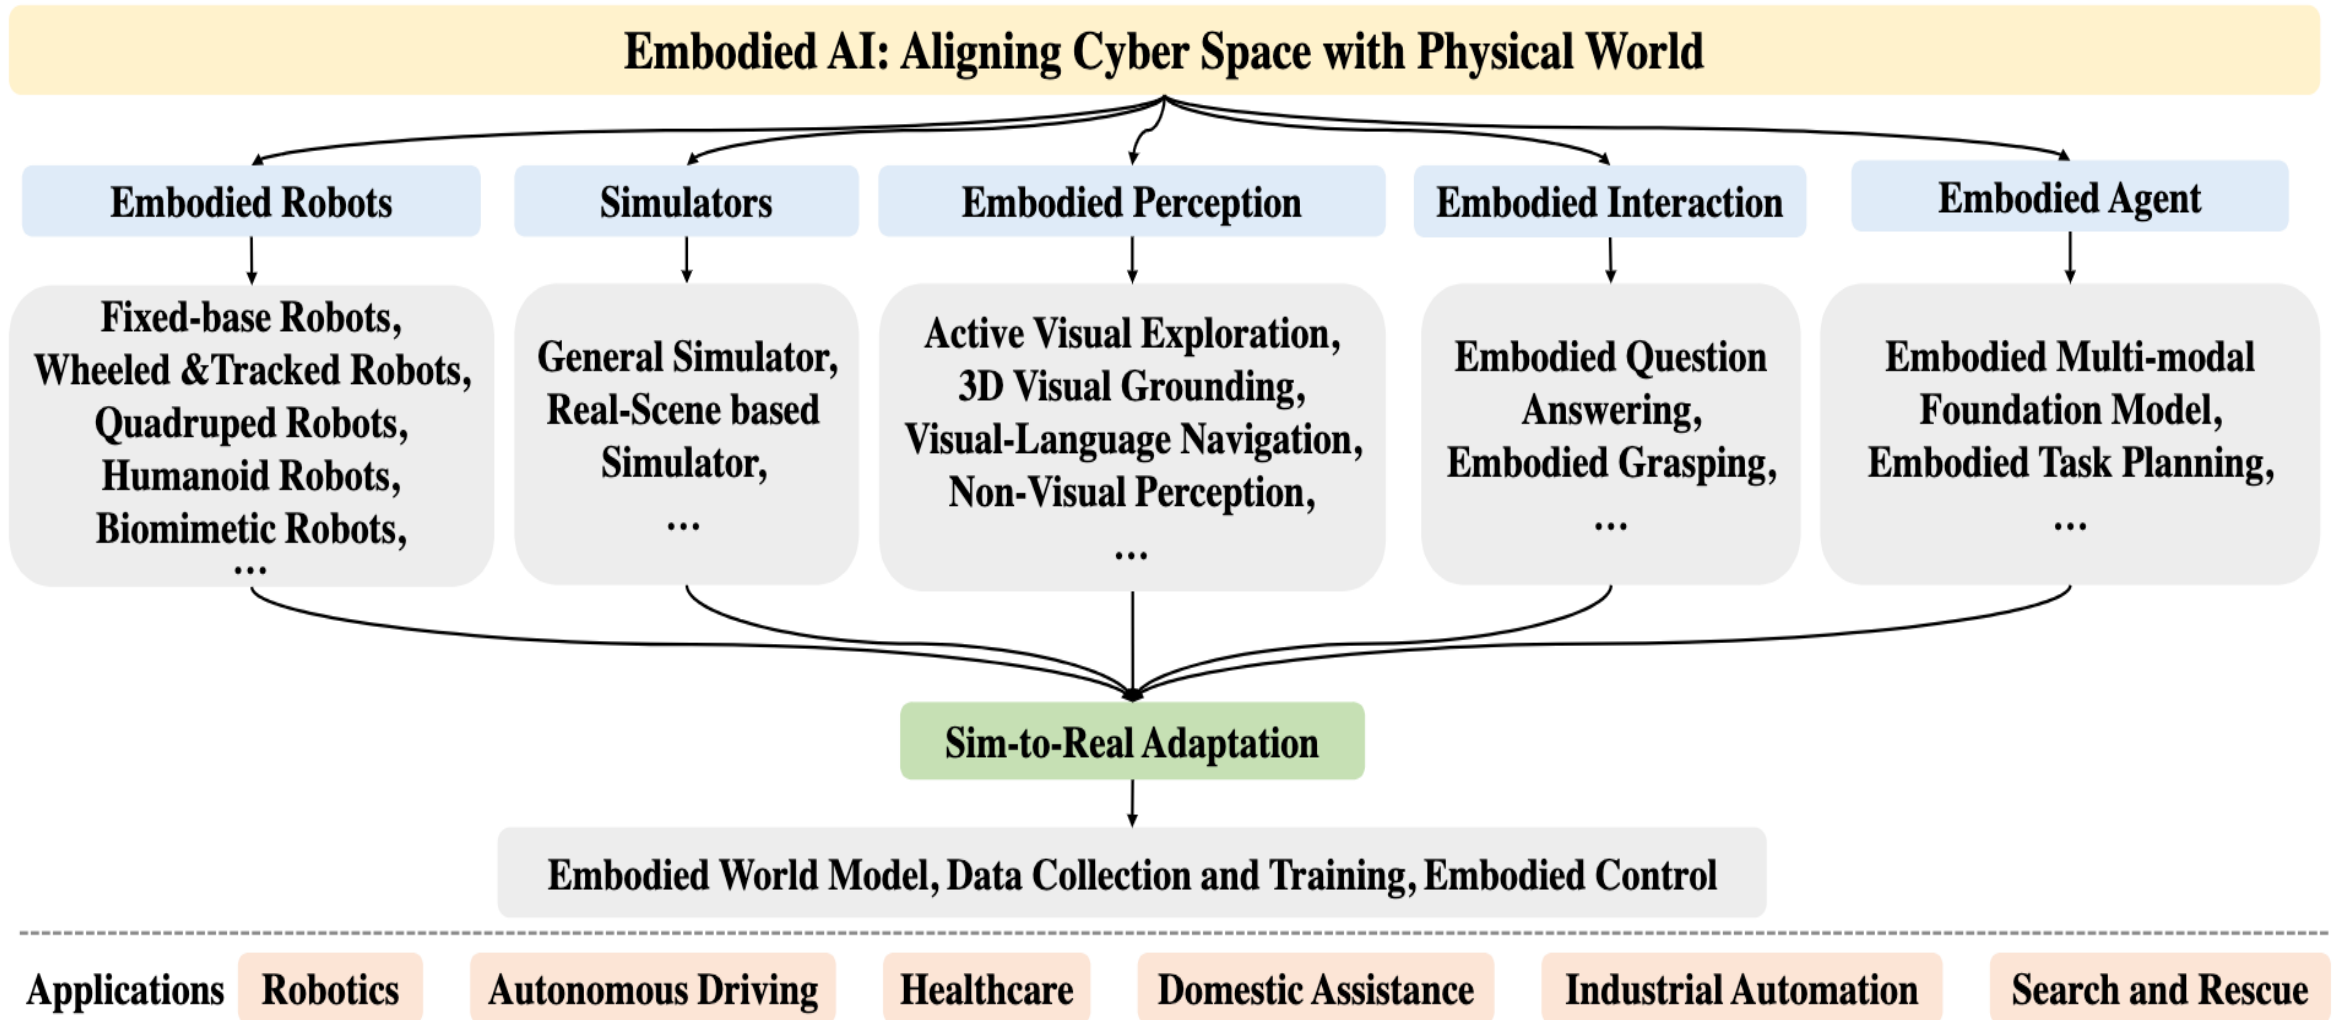 Embodied AI: Aligning Cyber Space with Physical World
Embodied Robots
Simulators
Embodied Perception
Embodied Interaction
Embodied Agent
Fixed-base Robots,
Wheeled &Tracked Robots,
Quadruped Robots,
Humanoid Robots,
Biomimetic Robots,
...
General Simulator,
Real-Scene based
Simulator,
...
Active Visual Exploration,
3D Visual Grounding,
Visual-Language Navigation,
Non-Visual Perception,
...
Embodied Question
Answering,
Embodied Grasping,
...
Embodied Multi-modal
Foundation Model,
Embodied Task Planning,
...
Sim-to-Real Adaptation
Embodied World Model, Data Collection and Training, Embodied Control
Applications
Robotics
Autonomous Driving
Healthcare
Domestic Assistance
Industrial Automation
Search and Rescue